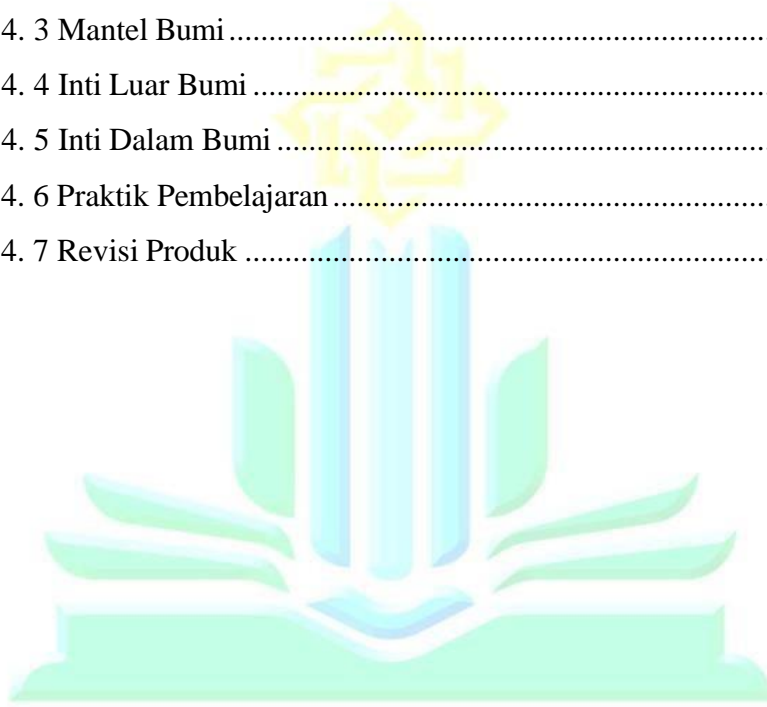 4. 3 Mantel Bumi ....................................................................
4. 4 Inti Luar Bumi .................................................................
4. 5 Inti Dalam Bumi ..............................................................
4. 6 Praktik Pembelajaran .......................................................
4. 7 Revisi Produk ..................................................................